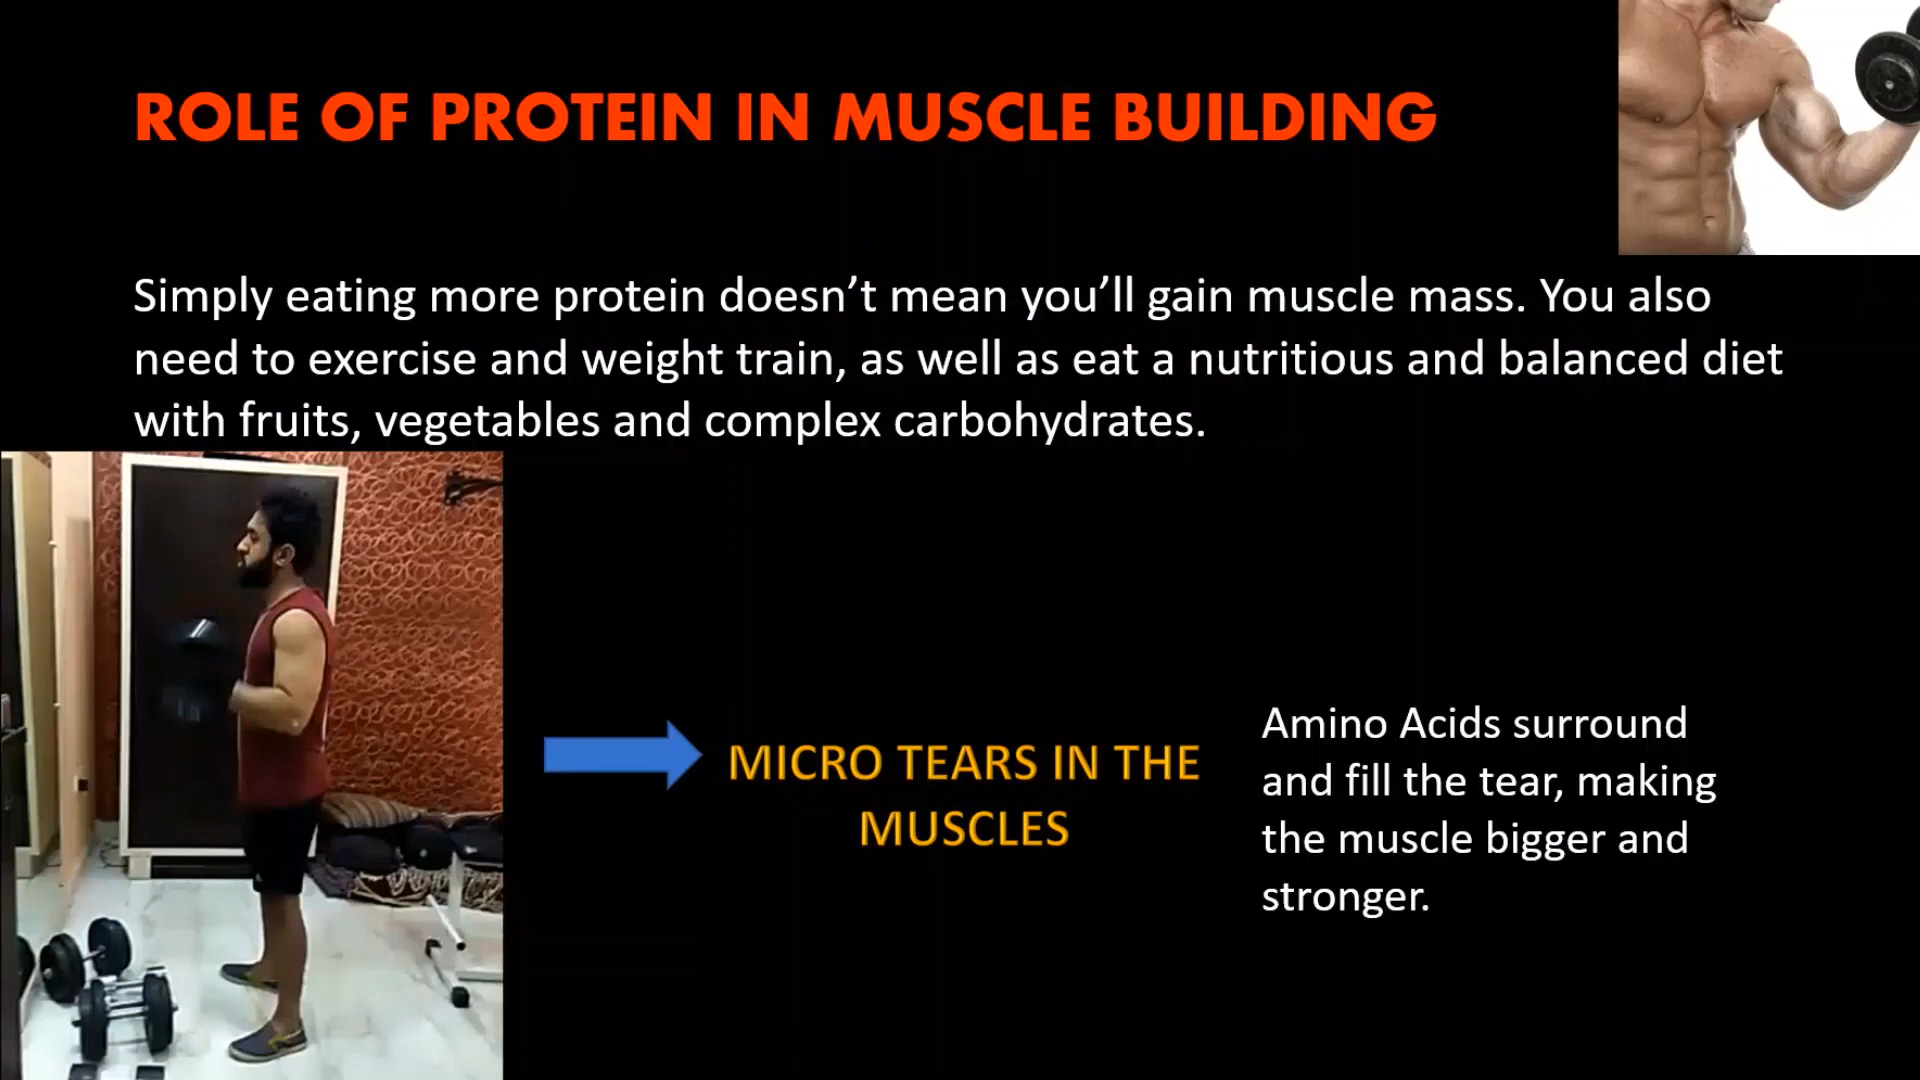 ROLE OF PROTEIN IN MUSCLE BUILDING
Simply eating more protein doesn’t mean you’ll gain muscle mass. You also
need to exercise and weight train, as well as eat a nutritious and balanced diet
with fruits, vegetables and complex carbohydrates.
MICRO TEARS IN THE
MUSCLES
Amino Acids surround
and fill the tear, making
the muscle bigger and
stronger.